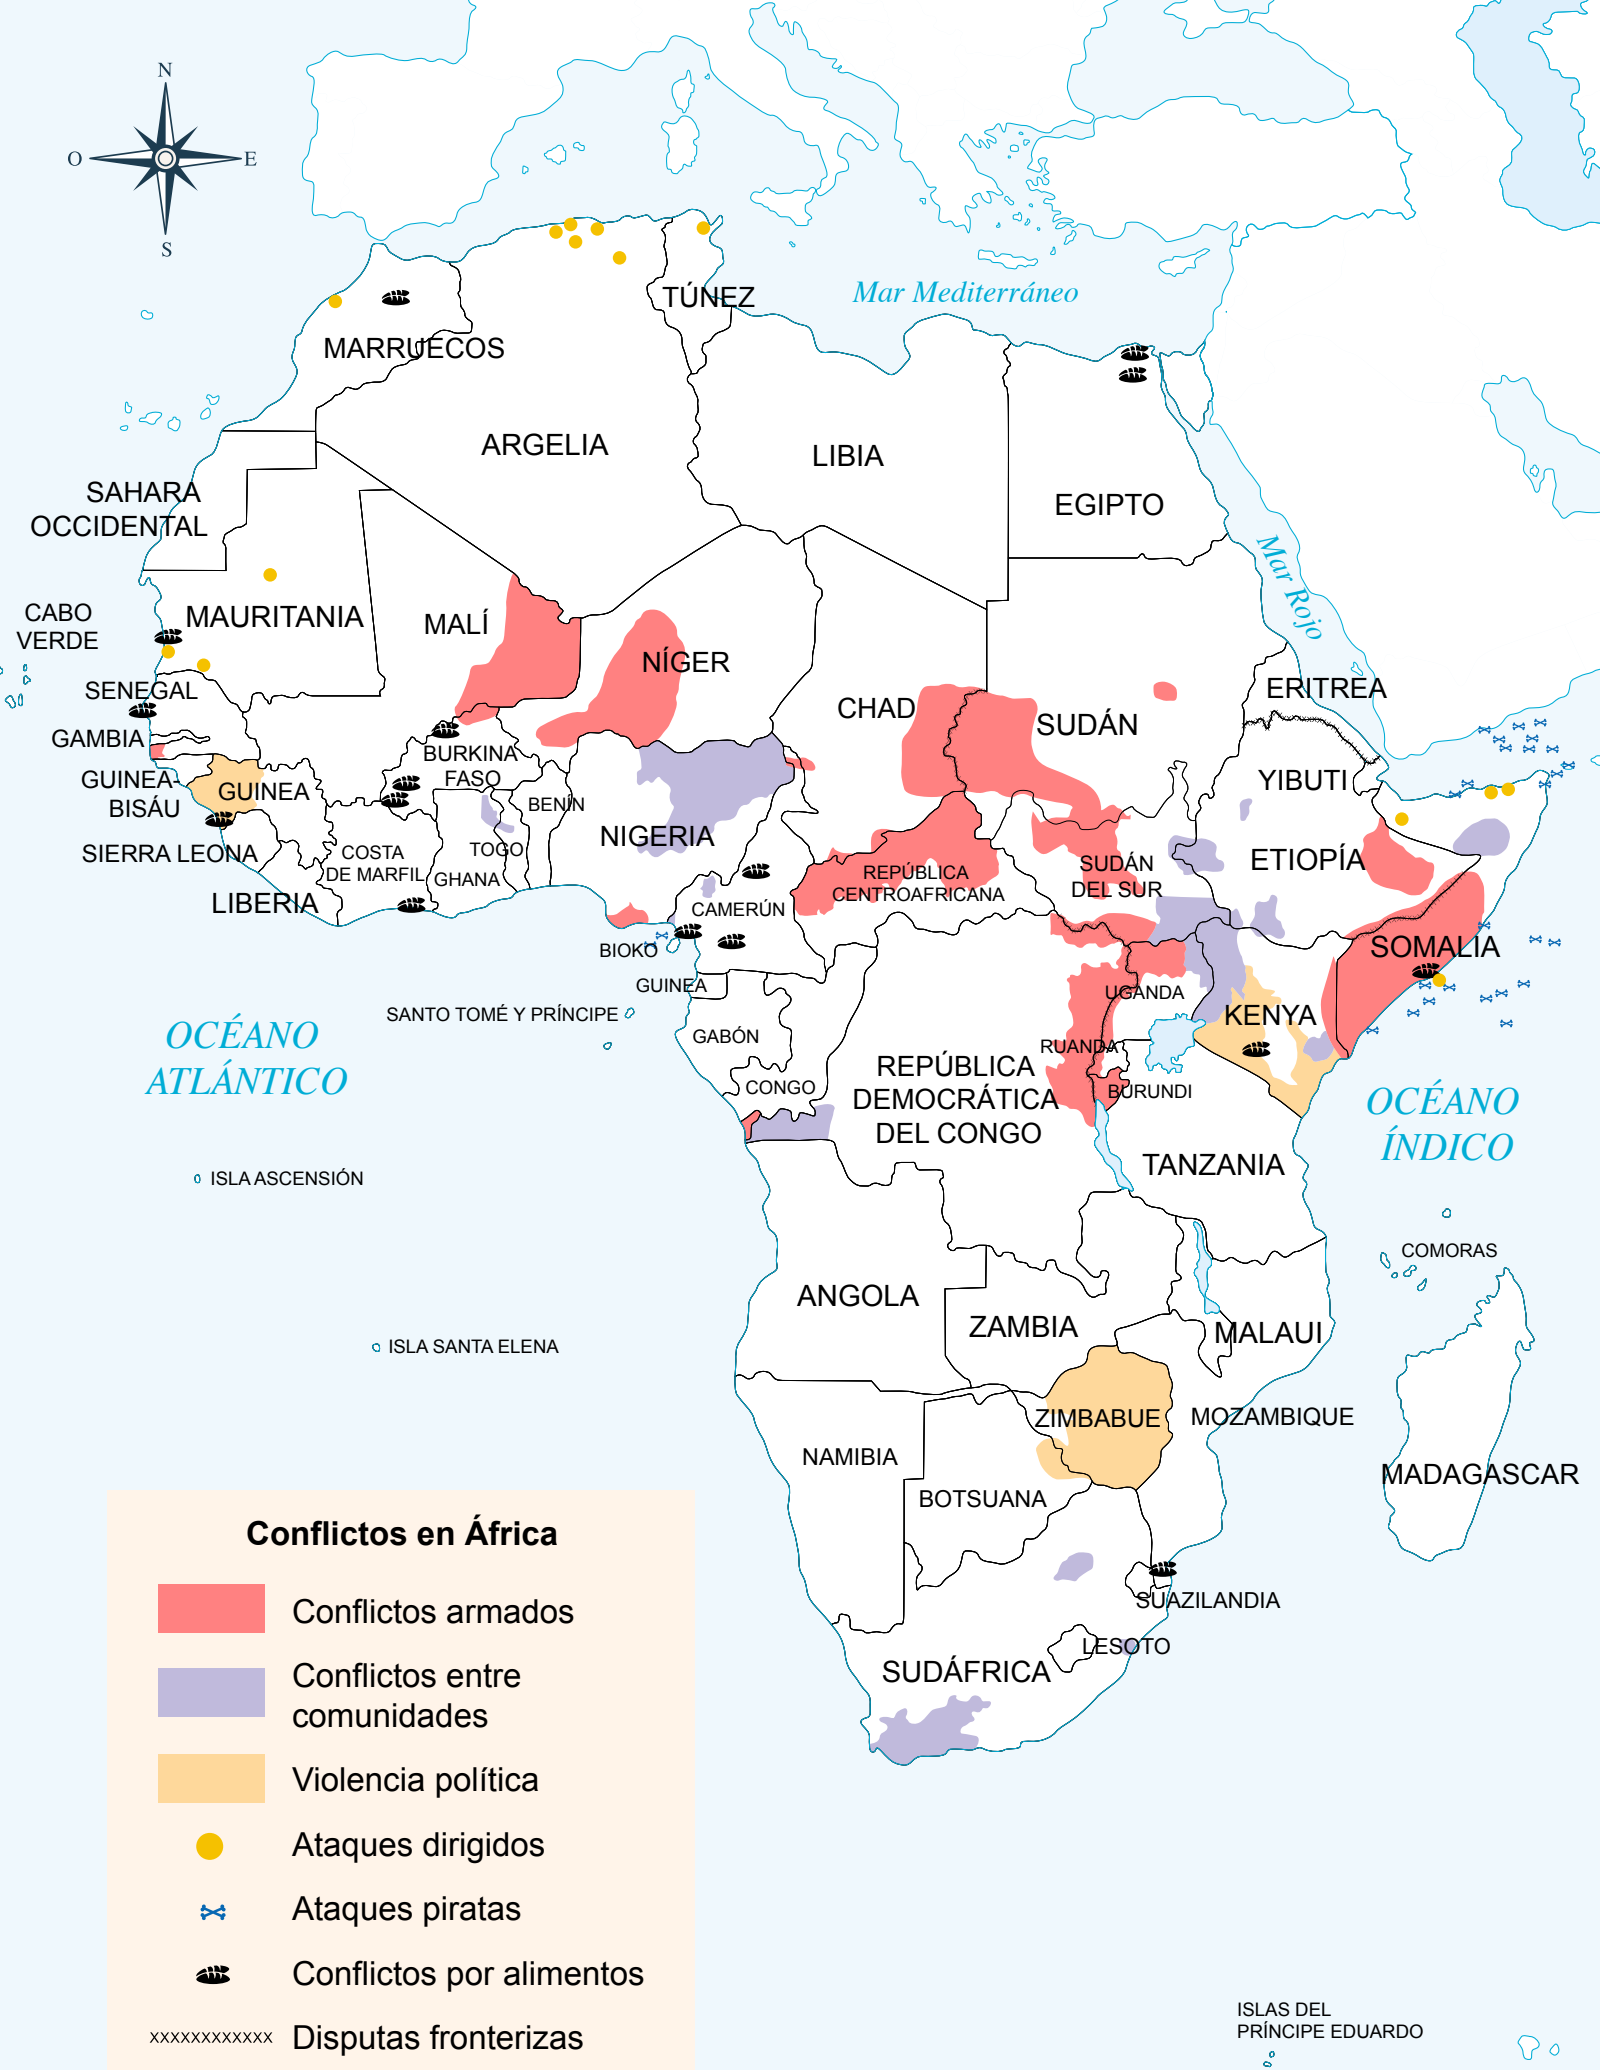 N
O
E
S
Mar Mediterráneo
TÚNEZ
MARRUECOS
ARGELIA
LIBIA
EGIPTO
SAHARA
OCCIDENTAL
Mar Rojo
CABO
VERDE
MAURITANIA
MALÍ
NÍGER
CHAD
SUDÁN
ERITREA
SENEGAL
GAMBIA
GUINEA-
BISÁU
GUINEA
BURKINA
FASO
BENÍN
YIBUTI
SIERRA LEONA
COSTA
DE MARFIL
TOGO
GHANA
NIGERIA
LIBERIA
CAMERÚN
REPÚBLICA
CENTROAFRICANA
SUDÁN
DEL SUR
ETIOPÍA
SOMALIA
BIOKO
GUINEA
SANTO TOMÉ Y PRÍNCIPE
GABÓN
CONGO
UGANDA
KENYA
RUANDA
BURUNDI
REPÚBLICA
DEMOCRÁTICA
DEL CONGO
OCÉANO
ATLÁNTICO
OCÉANO
ÍNDICO
TANZANIA
ISLA ASCENSIÓN
COMORAS
ANGOLA
ZAMBIA
MALAUI
ISLA SANTA ELENA
ZIMBABUE
MOZAMBIQUE
NAMIBIA
BOTSUANA
MADAGASCAR
SUAZILANDIA
LESOTO
SUDÁFRICA
Conflictos en África
Conflictos armados
Conflictos entre
comunidades
Violencia política
Ataques dirigidos
Ataques piratas
Conflictos por alimentos
xxxxxxxxxxxx Disputas fronterizas
ISLAS DEL
PRÍNCIPE EDUARDO